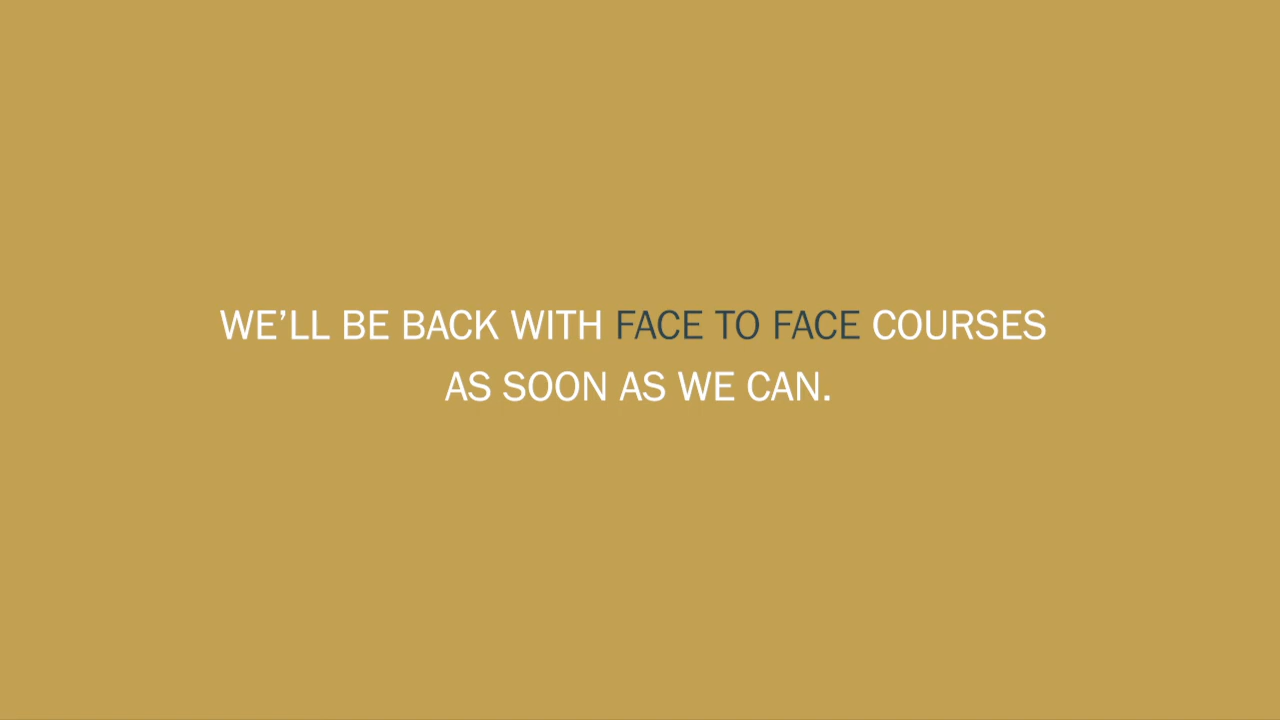 WE’LL BE BACK WITH FACE TO FACE COURSES
AS SOON AS WE CAN.